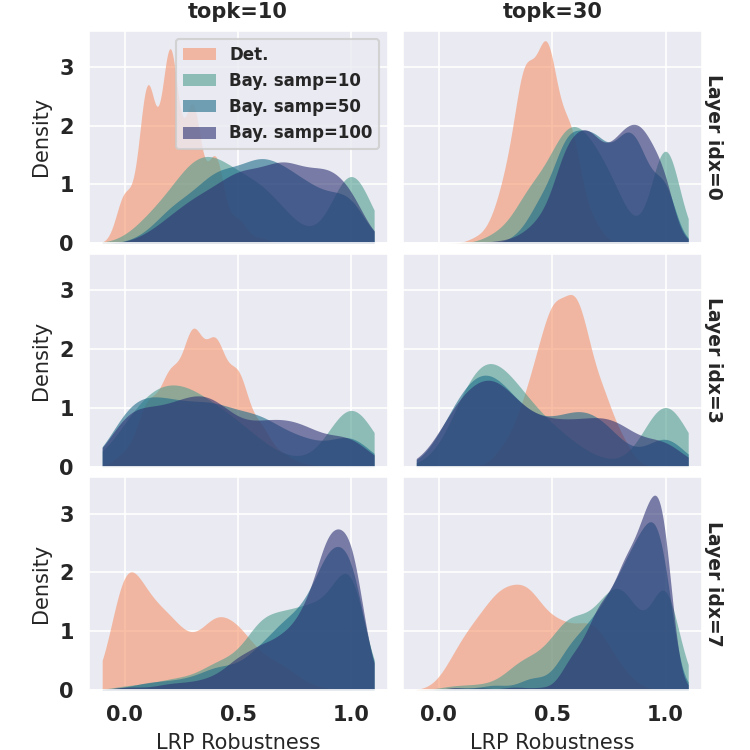 topk=10
topk=30
Det.
Bay. samp=10
Bay. samp=50
Bay. samp=100
3
2
1
0
Density
Layer idx=0
3
2
1
0
Density
Layer idx=3
3
2
1
0
Density
Layer idx=7
0.0 0.5 1.0
0.0 0.5 1.0
LRP Robustness
LRP Robustness